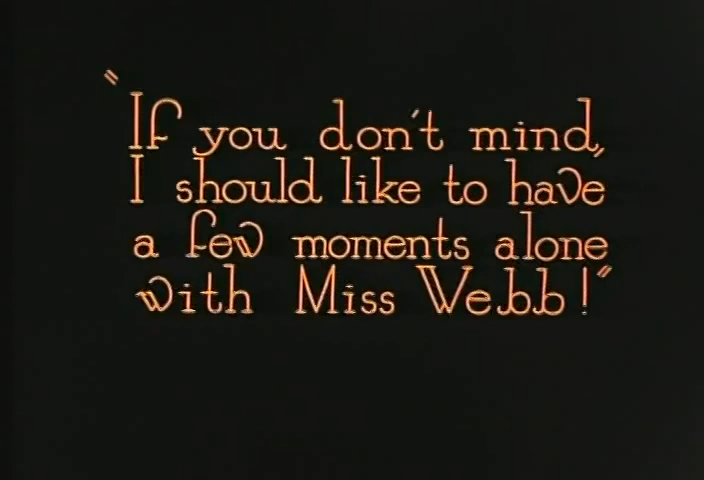 "If you don't mind,
I should like to have
a few moments alone
with Miss Webb!"